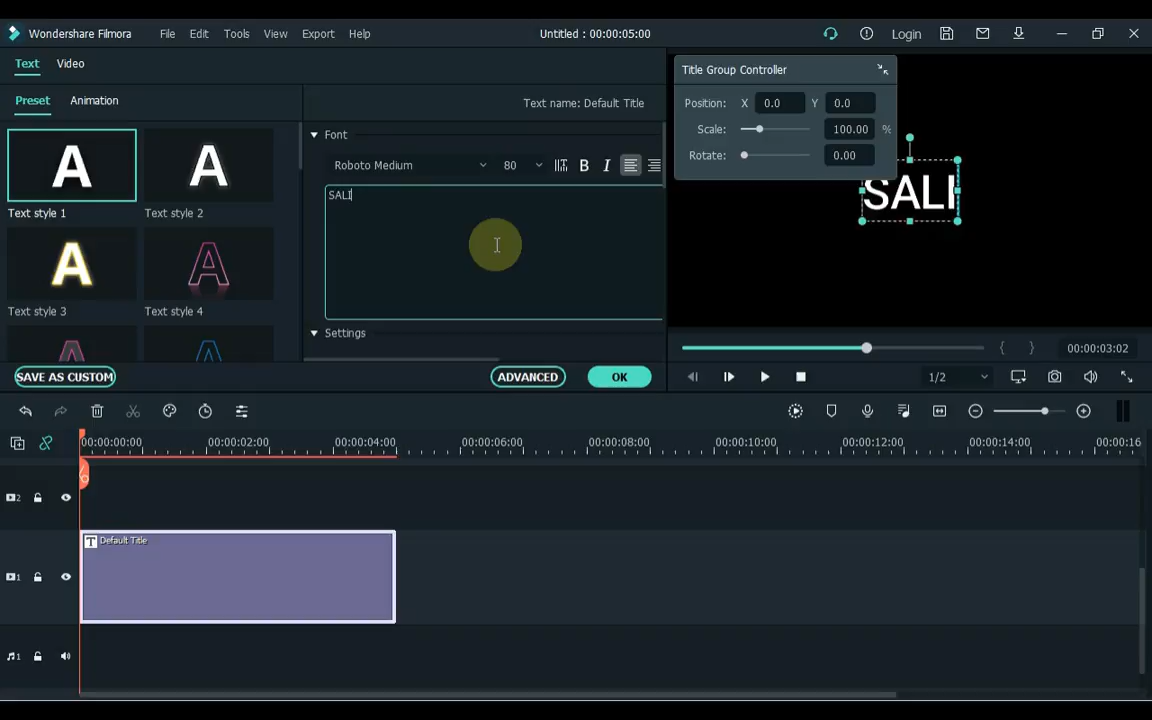 Wondershare Filmora File Edit Tools View Export Help Untitled : 00:00:05:00 Login
Text Video
Title Group Controller
Preset Animation
Text name: Default Title
Position: X 0.0 Y 0.0
Scale: 100.00 %
Rotate: 0.00
Font
Roboto Medium 80 B I
SALI
SALI
A A
Text style 1 Text style 2
A A
Text style 3 Text style 4
Settings
{ } 00:00:03:02
SAVE AS CUSTOM ADVANCED OK
1/2
00:00:00:00 00:00:02:00 00:00:04:00 00:00:06:00 00:00:08:00 00:00:10:00 00:00:12:00 00:00:14:00 00:00:16
2
T Default Title
1
1